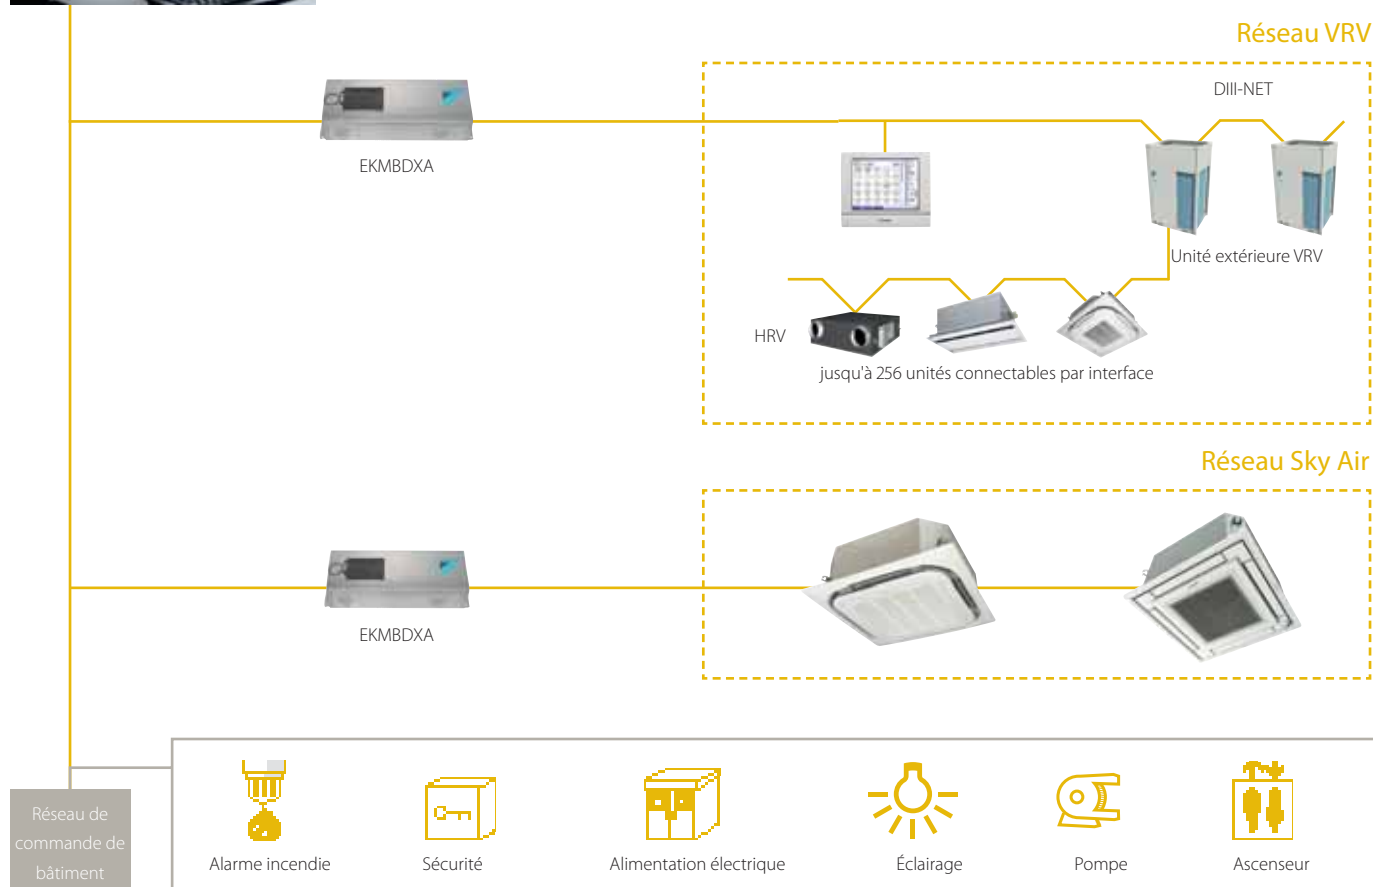 Réseau VRV
DIII-NET
EKMBDXA
Unité extérieure VRV
HRV
jusqu'à 256 unités connectables par interface
Réseau Sky Air
EKMBDXA
Réseau de
commande de
bâtiment
Alarme incendie
Sécurité
Alimentation électrique
Éclairage
Pompe
Ascenseur